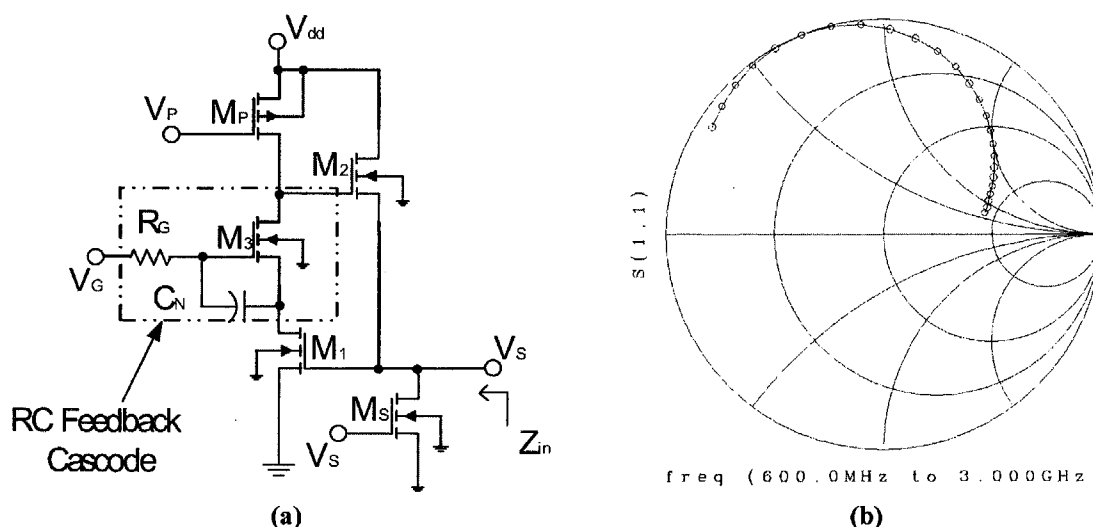 Vdd
VP
MP
M2
RG
M3
VG
CN
M1
VS
MS
VS
Zin
RC Feedback
Cascode
(a)
S(1,1)
freq (600.0MHz to 3.000GHz
(b)